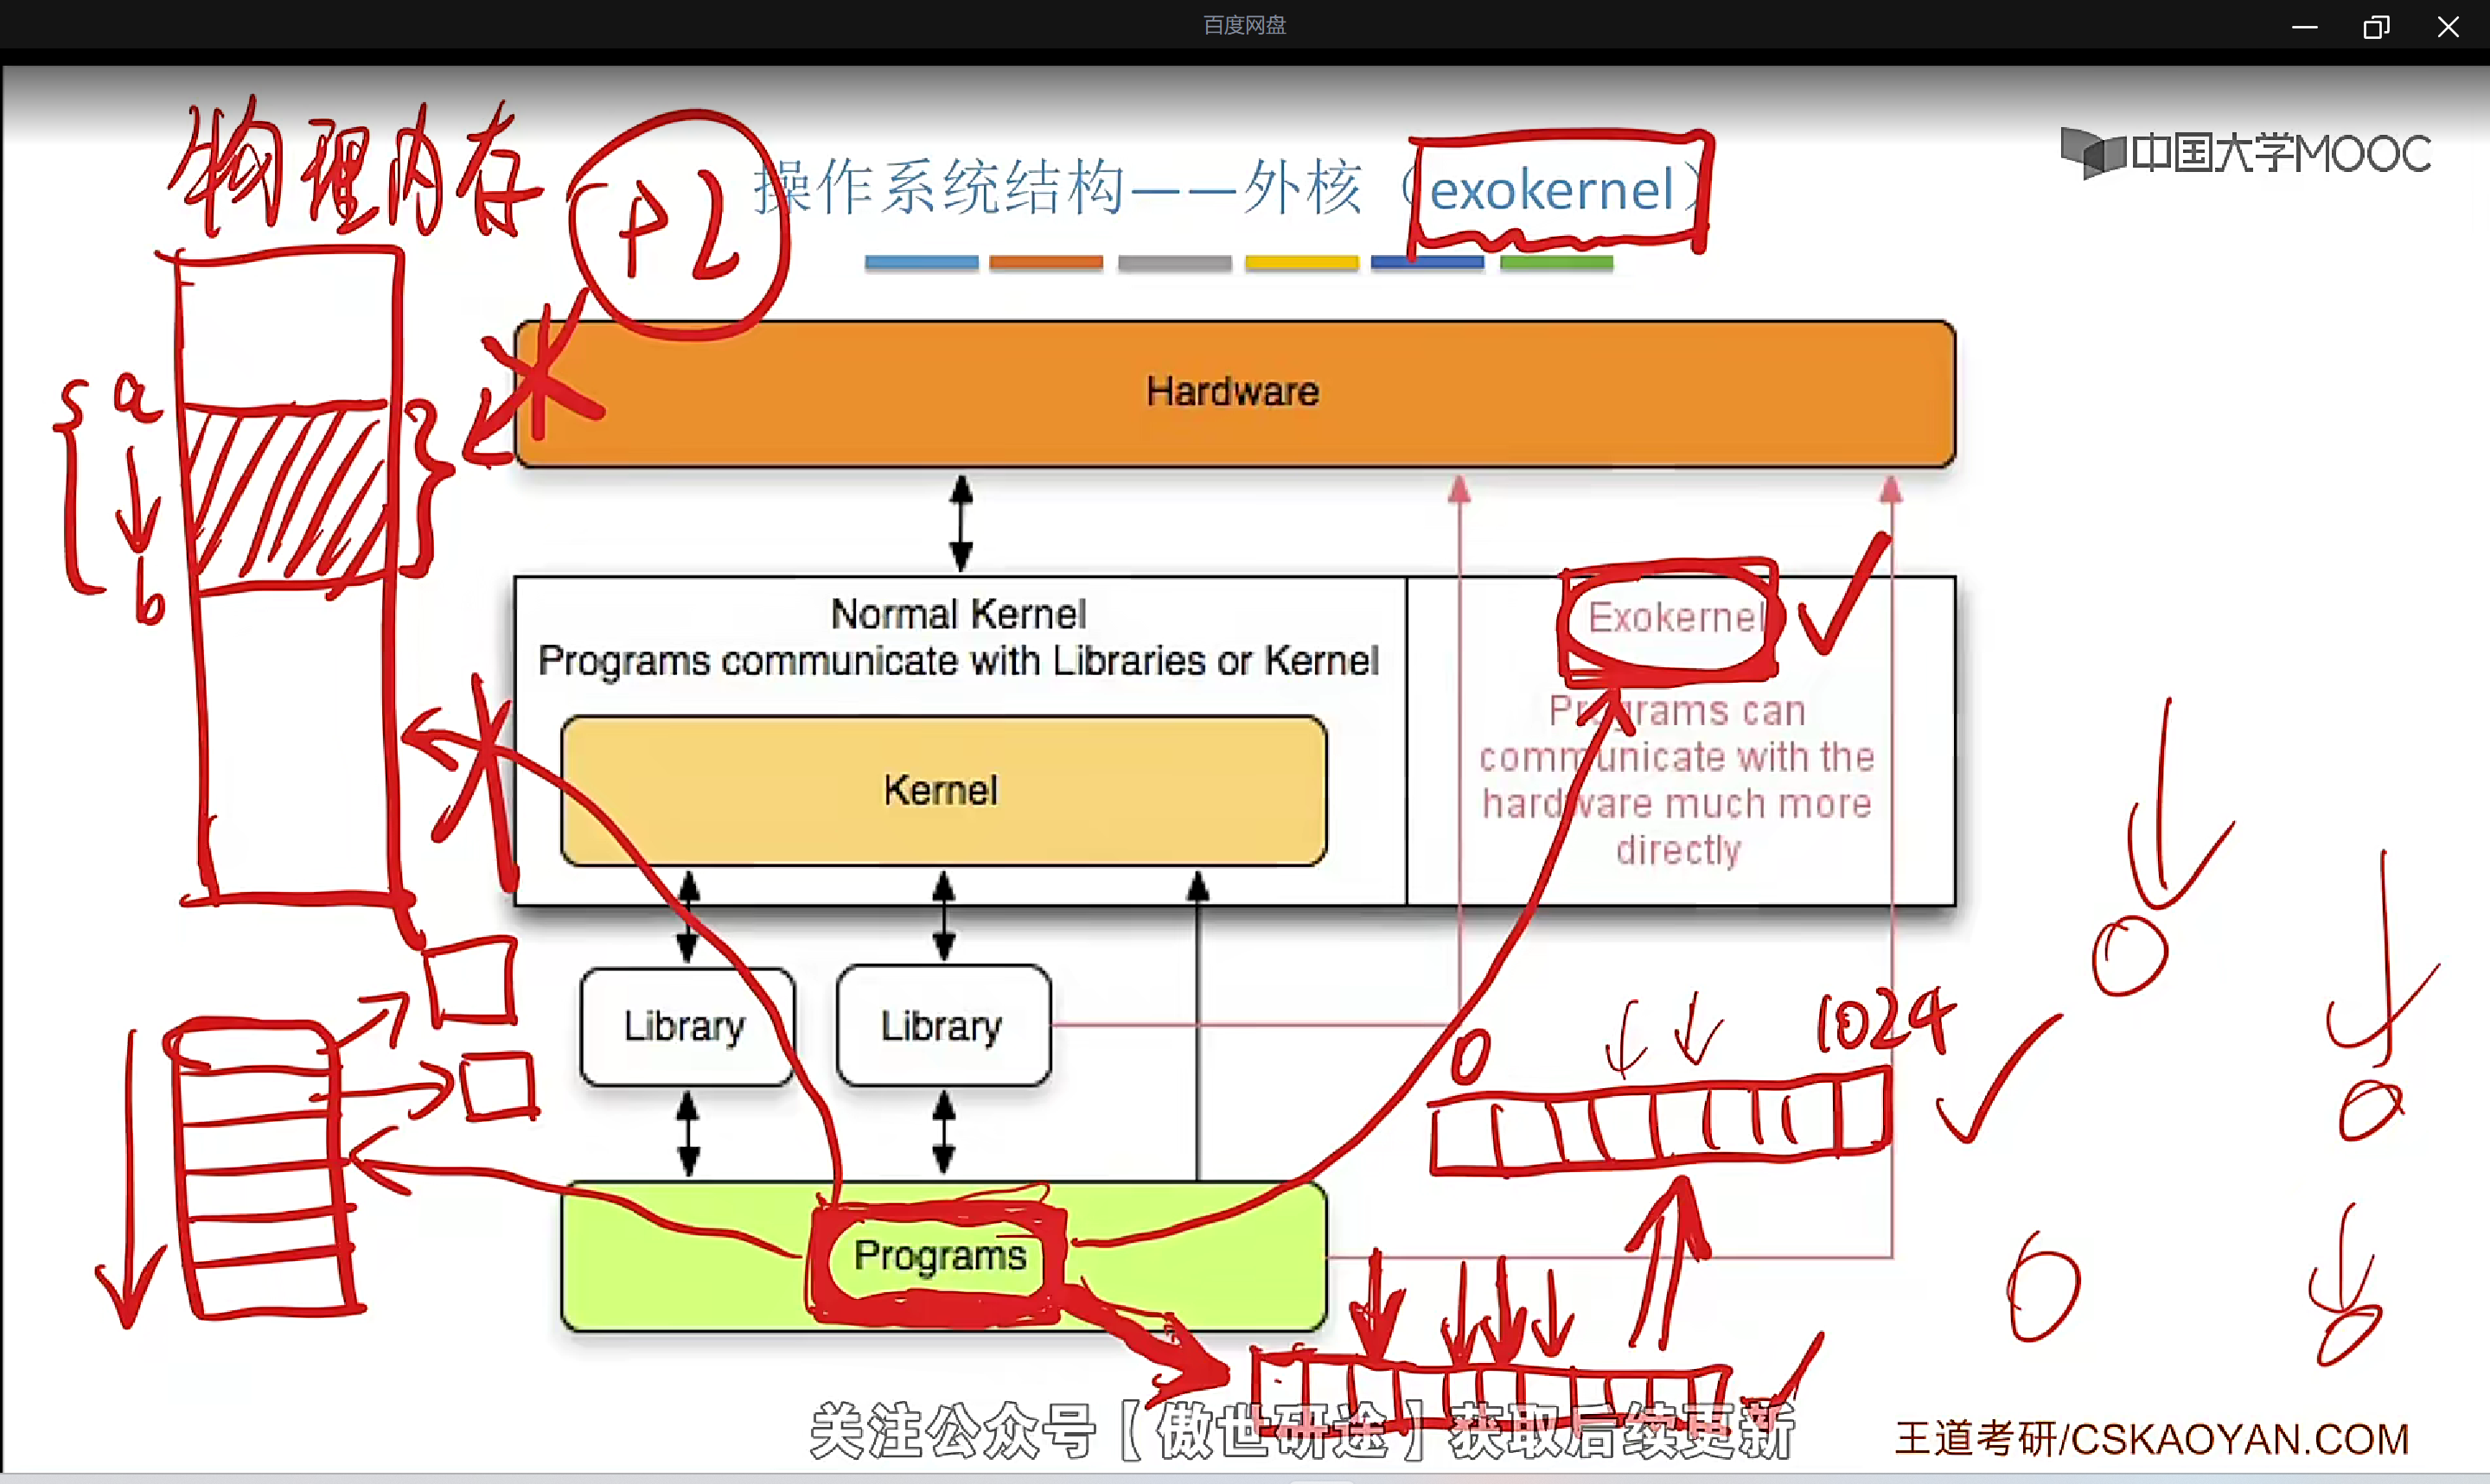 百度网盘
中国大学MOOC
物理内存
+2
操作系统结构——外核（exokernel）
Hardware
a
b
Normal Kernel
Programs communicate with Libraries or Kernel
Kernel
Exokernel
Programs can
communicate with the
hardware much more
directly
Library
Library
0
1024
Programs
关注公众号【傲世研途】获取后续更新
王道考研/CSKAOYAN.COM